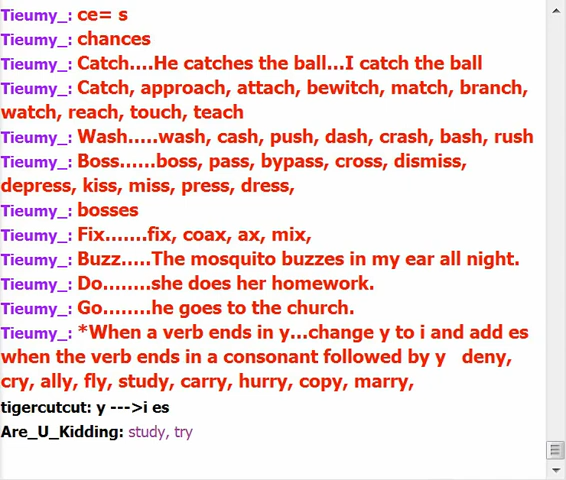 Tieumy_: ce= s
Tieumy_: chances
Tieumy_: Catch....He catches the ball...I catch the ball
Tieumy_: Catch, approach, attach, bewitch, match, branch,
watch, reach, touch, teach
Tieumy_: Wash.....wash, cash, push, dash, crash, bash, rush
Tieumy_: Boss......boss, pass, bypass, cross, dismiss,
depress, kiss, miss, press, dress,
Tieumy_: bosses
Tieumy_: Fix.......fix, coax, ax, mix,
Tieumy_: Buzz.....The mosquito buzzes in my ear all night.
Tieumy_: Do........she does her homework.
Tieumy_: Go........he goes to the church.
Tieumy_: *When a verb ends in y...change y to i and add es
when the verb ends in a consonant followed by y   deny,
cry, ally, fly, study, carry, hurry, copy, marry,
tigercutcut: y --->i es
Are_U_Kidding: study, try